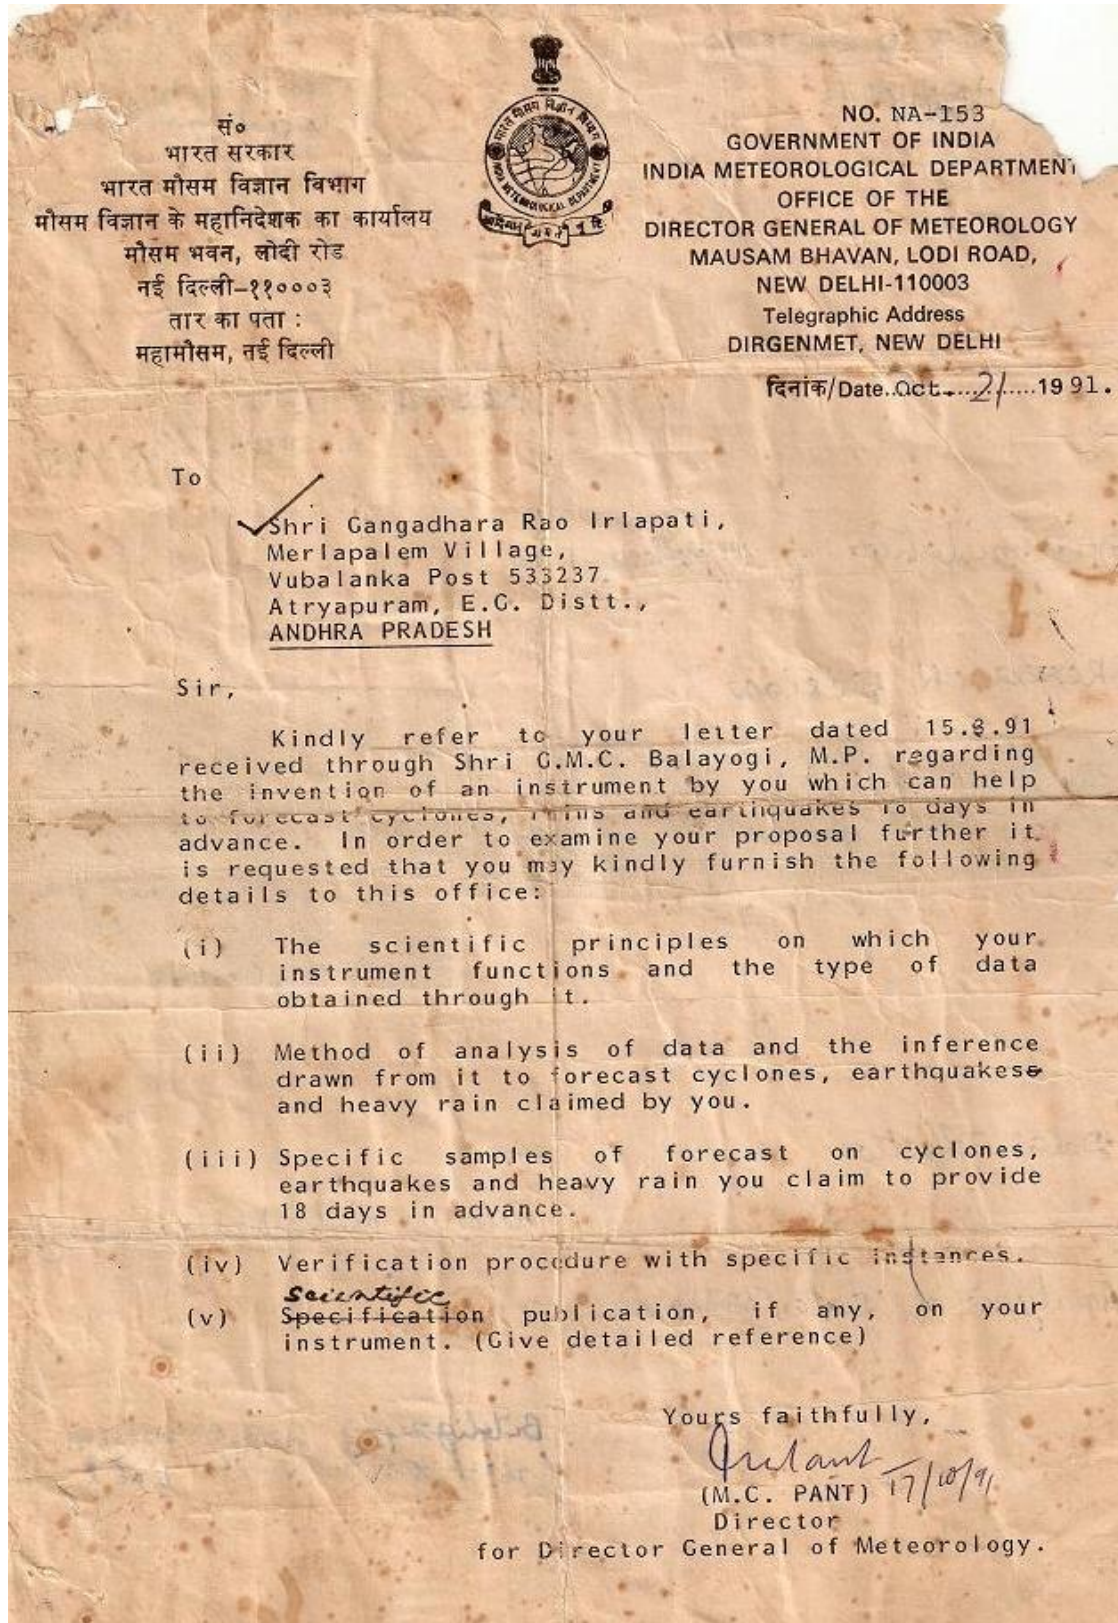 सं०
भारत सरकार
भारत मौसम विज्ञान विभाग
मौसम विज्ञान के महानिदेशक का कार्यालय
मौसम भवन, लोदी रोड
नई दिल्ली–११०००३
तार का पता :
महामौसम, नई दिल्ली
भारत मौसम विज्ञान विभाग
INDIA METEOROLOGICAL DEPARTMENT
NO. NA-153
GOVERNMENT OF INDIA
INDIA METEOROLOGICAL DEPARTMENT
OFFICE OF THE
DIRECTOR GENERAL OF METEOROLOGY
MAUSAM BHAVAN, LODI ROAD,
NEW DELHI-110003
Telegraphic Address
DIRGENMET, NEW DELHI
दिनांक/Date..Oct.....21.....1991.
To
Shri Gangadhara Rao Irlapati,
Merlapalem Village,
Vubalanka Post 533237
Atryapuram, E.G. Distt.,
ANDHRA PRADESH
Sir,
Kindly refer to your letter dated 15.8.91
received through Shri G.M.C. Balayogi, M.P. regarding
the invention of an instrument by you which can help
to forecast cyclones, rains and earthquakes 18 days in
advance. In order to examine your proposal further it
is requested that you may kindly furnish the following
details to this office:
(i) The scientific principles on which your
instrument functions and the type of data
obtained through it.
(ii) Method of analysis of data and the inference
drawn from it to forecast cyclones, earthquakes
and heavy rain claimed by you.
(iii) Specific samples of forecast on cyclones,
earthquakes and heavy rain you claim to provide
18 days in advance.
(iv) Verification procedure with specific instances.
scientific
(v) Specification publication, if any, on your
instrument. (Give detailed reference)
Yours faithfully,
(M.C. PANT) 17/10/91
Director
for Director General of Meteorology.